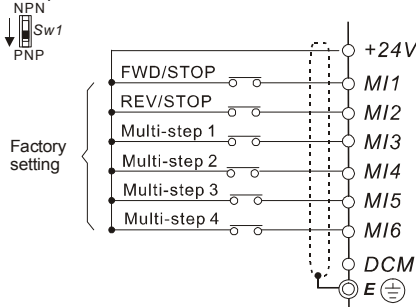 NPN
Sw1
PNP
+24V
FWD/STOP MI1
REV/STOP MI2
Multi-step 1 MI3
Multi-step 2 MI4
Multi-step 3 MI5
Multi-step 4 MI6
Factory
setting
DCM
E